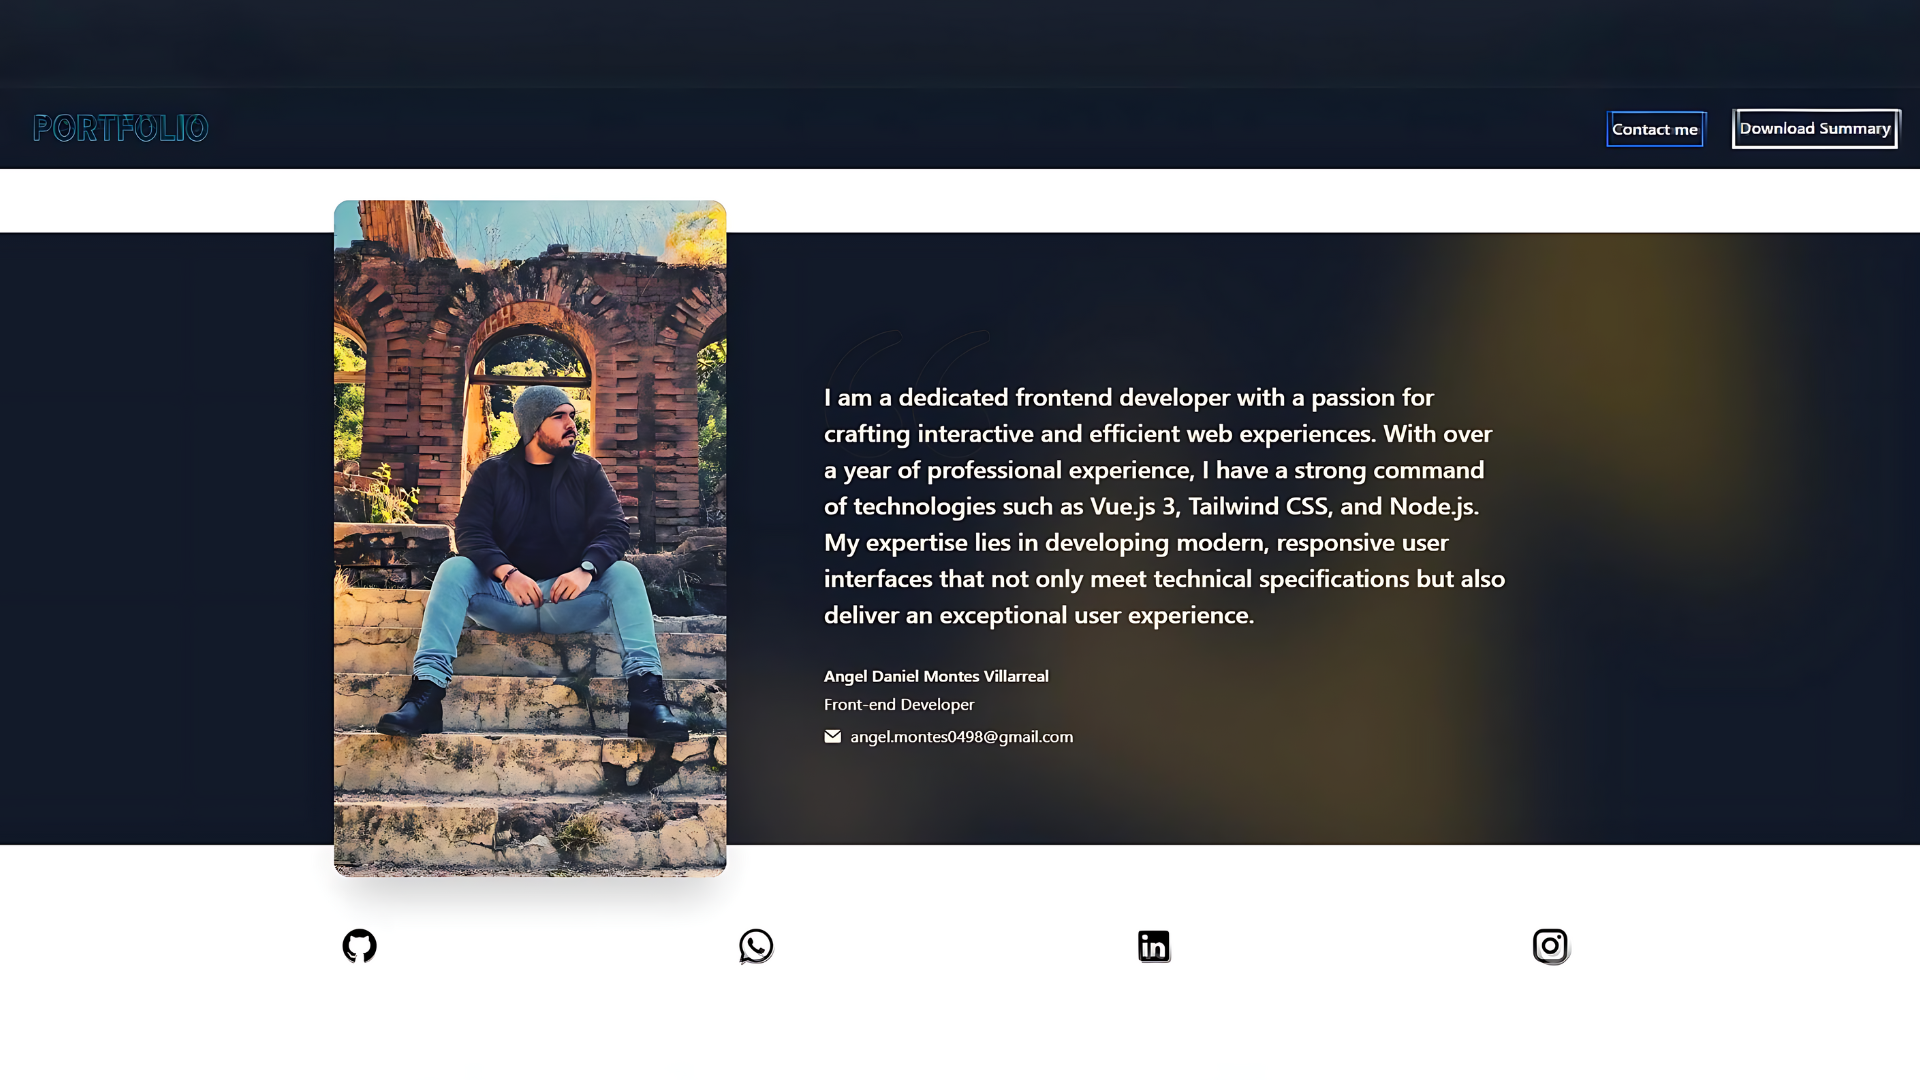 PORTFOLIO
Contact me
Download Summary
I am a dedicated frontend developer with a passion for
crafting interactive and efficient web experiences. With over
a year of professional experience, I have a strong command
of technologies such as Vue.js 3, Tailwind CSS, and Node.js.
My expertise lies in developing modern, responsive user
interfaces that not only meet technical specifications but also
deliver an exceptional user experience.
Angel Daniel Montes Villarreal
Front-end Developer
angel.montes0498@gmail.com
in